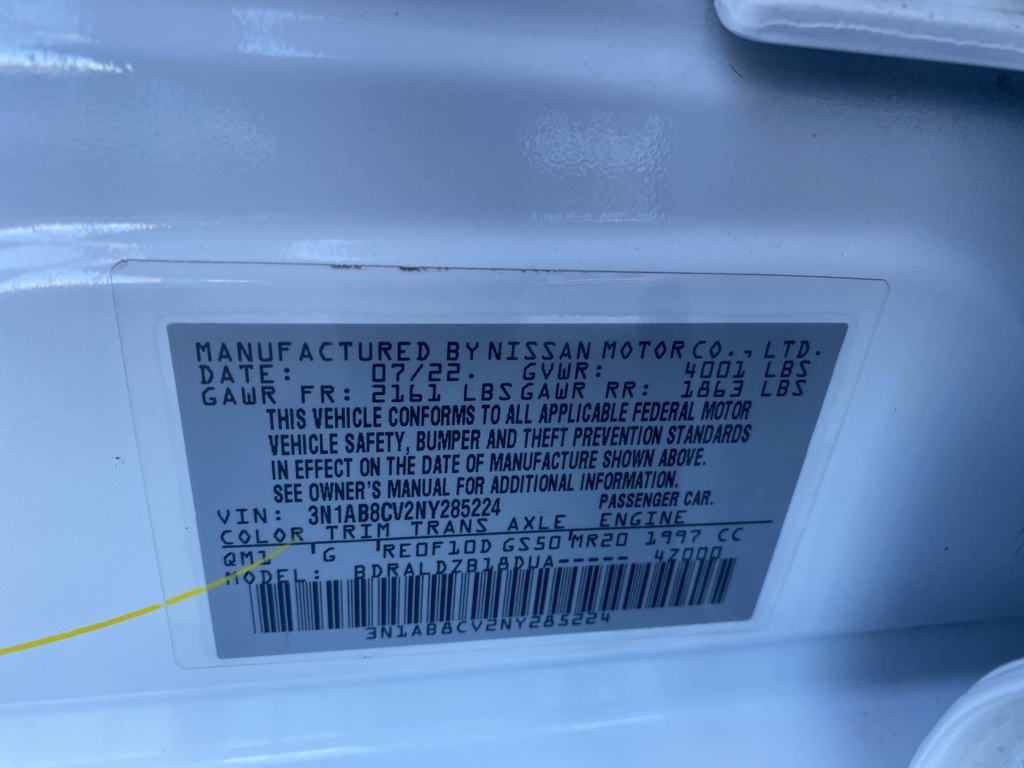 MANUFACTURED BY NISSAN MOTOR CO., LTD.
DATE: 07/22. GVWR: 4001 LBS
GAWR FR: 2161 LBS GAWR RR: 1863 LBS
THIS VEHICLE CONFORMS TO ALL APPLICABLE FEDERAL MOTOR
VEHICLE SAFETY, BUMPER AND THEFT PREVENTION STANDARDS
IN EFFECT ON THE DATE OF MANUFACTURE SHOWN ABOVE.
SEE OWNER'S MANUAL FOR ADDITIONAL INFORMATION.
VIN: 3N1AB8CV2NY285224 PASSENGER CAR.
COLOR TRIM TRANS AXLE ENGINE
QM1 G RE0F10D GS50 MR20 1997 CC
MODEL: BDRALDZB18DUA----- 4Z000
3N1AB8CV2NY285224